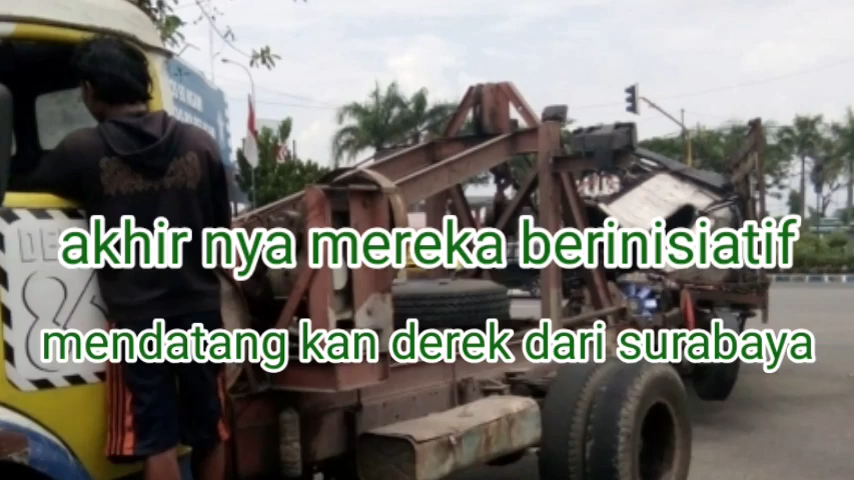 akhir nya mereka berinisiatif
mendatang kan derek dari surabaya